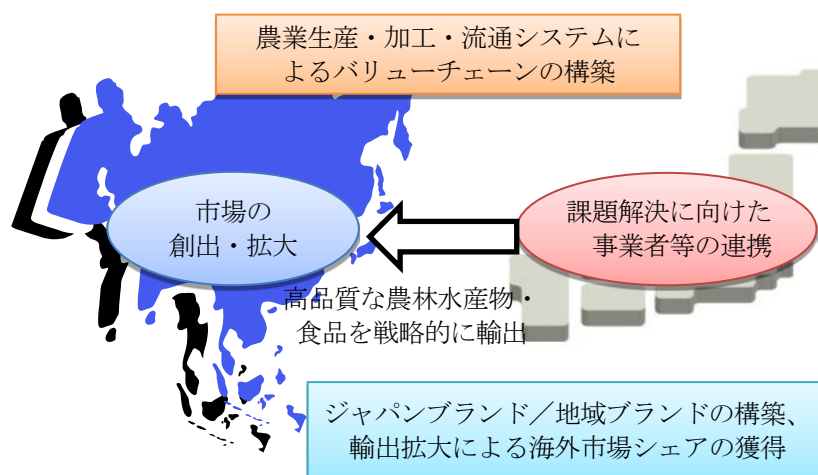 農業生産・加工・流通システムに
よるバリューチェーンの構築
市場の
創出・拡大
課題解決に向けた
事業者等の連携
高品質な農林水産物・
食品を戦略的に輸出
ジャパンブランド／地域ブランドの構築、
輸出拡大による海外市場シェアの獲得